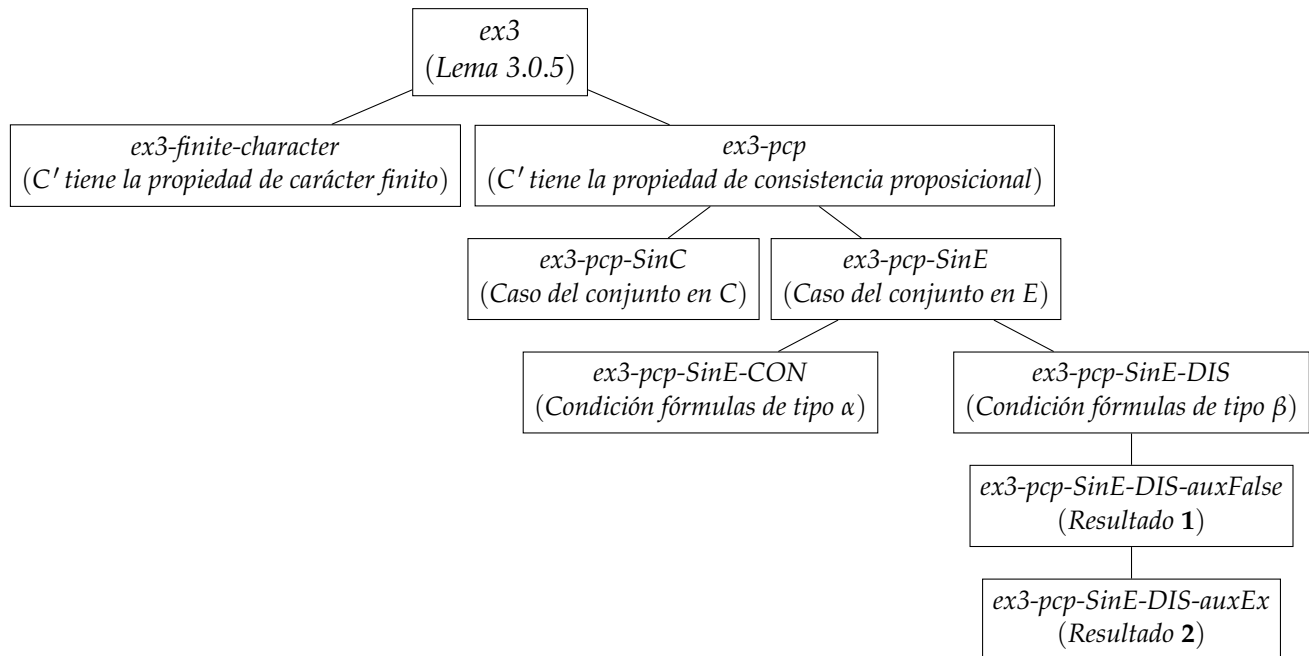 ex3
(Lema 3.0.5)
ex3-finite-character
(C′ tiene la propiedad de carácter finito)
ex3-pcp
(C′ tiene la propiedad de consistencia proposicional)
ex3-pcp-SinC
(Caso del conjunto en C)
ex3-pcp-SinE
(Caso del conjunto en E)
ex3-pcp-SinE-CON
(Condición fórmulas de tipo α)
ex3-pcp-SinE-DIS
(Condición fórmulas de tipo β)
ex3-pcp-SinE-DIS-auxFalse
(Resultado 1)
ex3-pcp-SinE-DIS-auxEx
(Resultado 2)